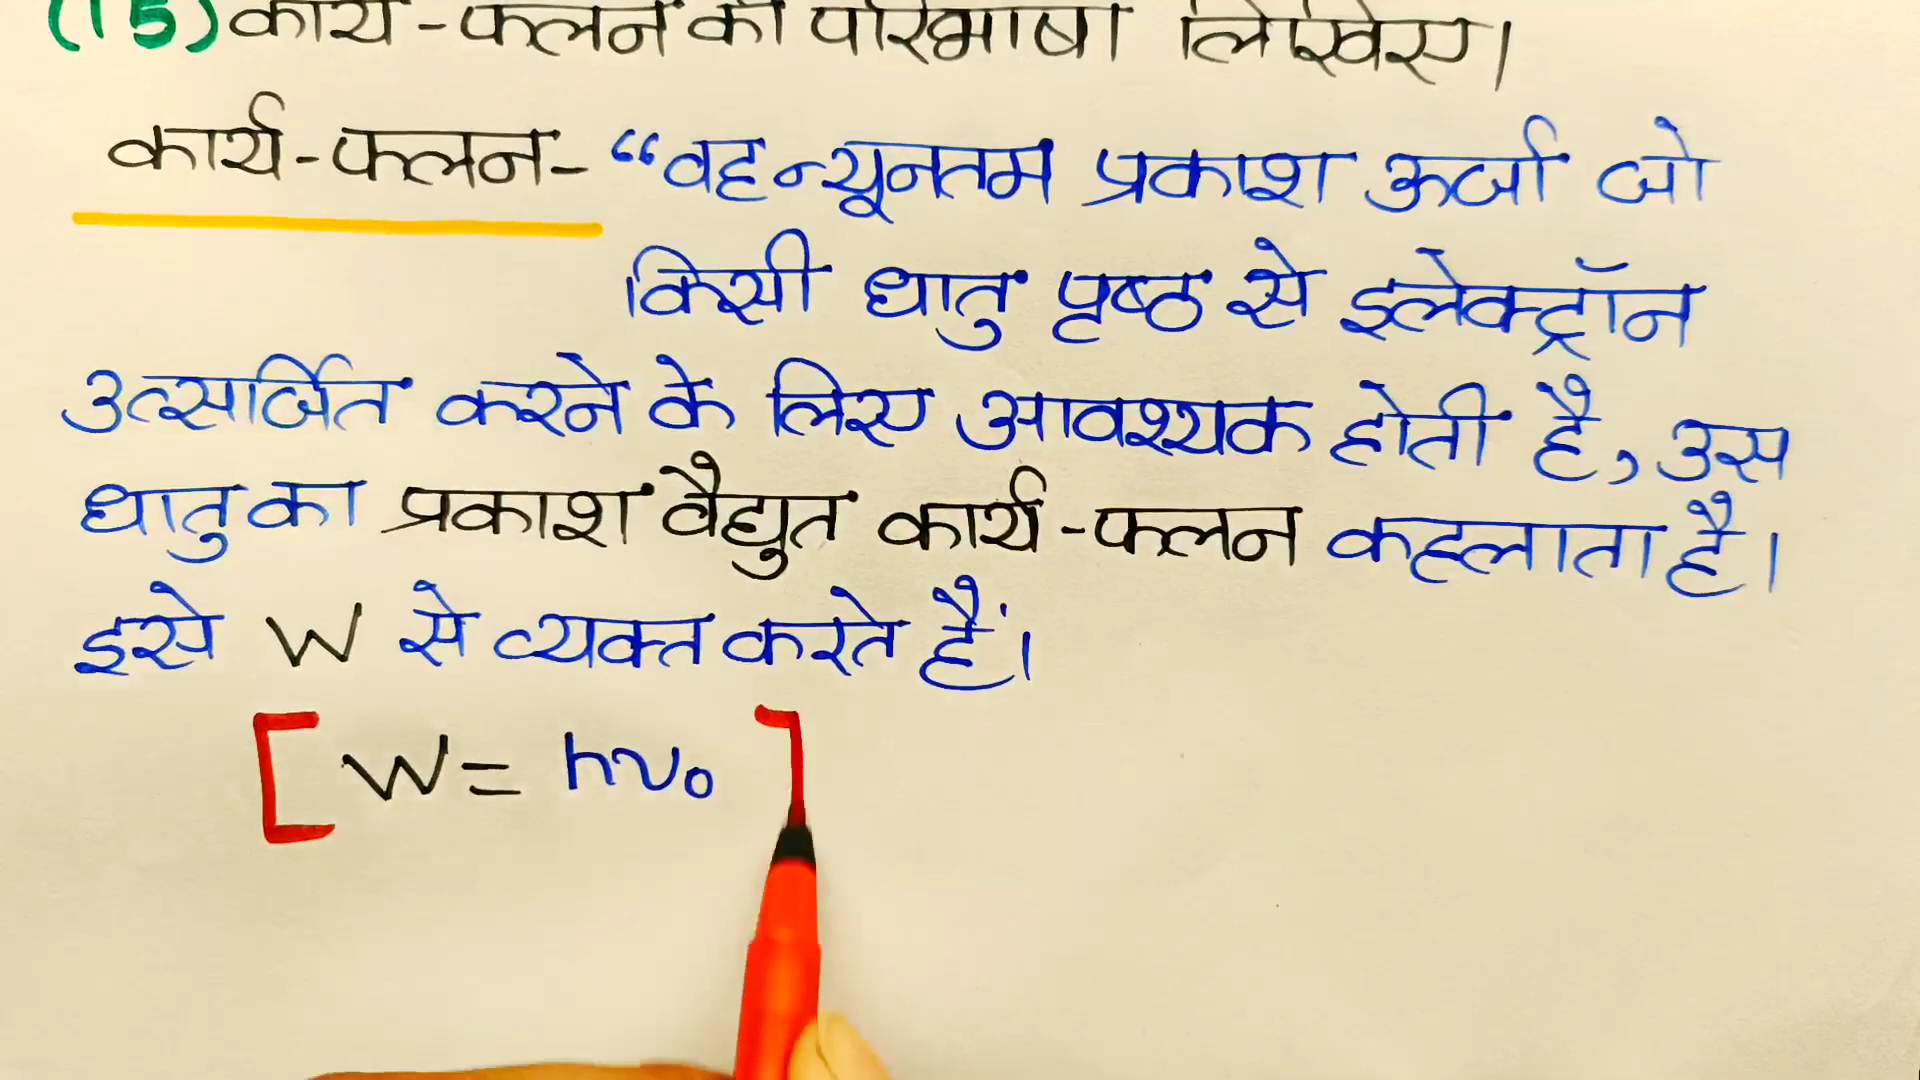 (15) कार्य-फलन की परिभाषा लिखिए।
कार्य-फलन- “वह न्यूनतम प्रकाश ऊर्जा जो
किसी धातु पृष्ठ से इलेक्ट्रॉन
उत्सर्जित करने के लिए आवश्यक होती है, उस
धातु का प्रकाश वैद्युत कार्य-फलन कहलाता है।
इसे W से व्यक्त करते हैं।
[ W = hν₀ ]